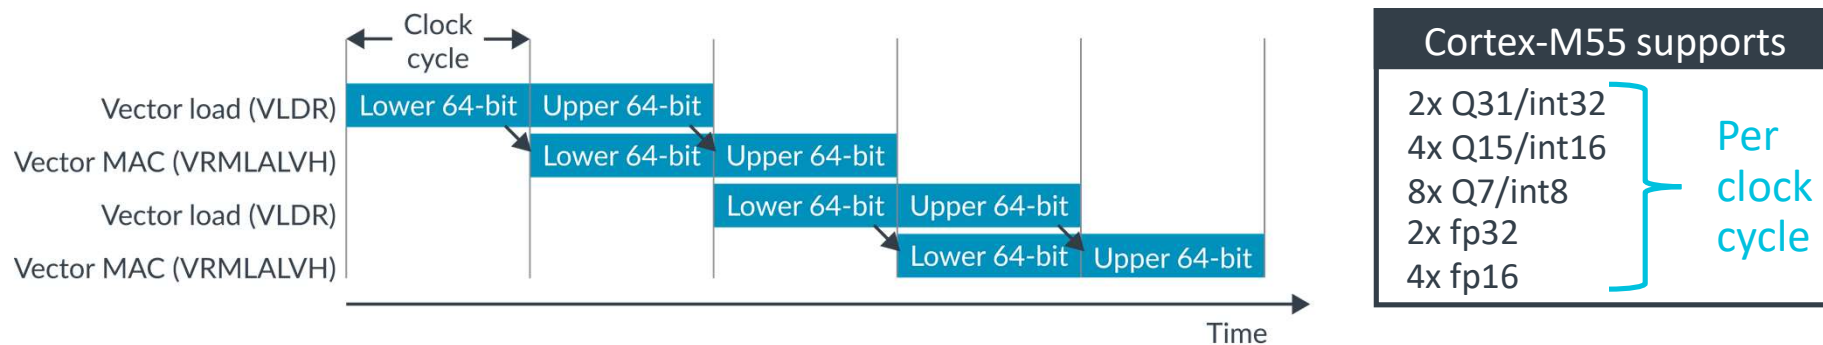 Clock
cycle
Vector load (VLDR) Lower 64-bit Upper 64-bit
Vector MAC (VRMLALVH) Lower 64-bit Upper 64-bit
Vector load (VLDR) Lower 64-bit Upper 64-bit
Vector MAC (VRMLALVH) Lower 64-bit Upper 64-bit
Time
Cortex-M55 supports
2x Q31/int32
4x Q15/int16
8x Q7/int8
2x fp32
4x fp16
Per
clock
cycle